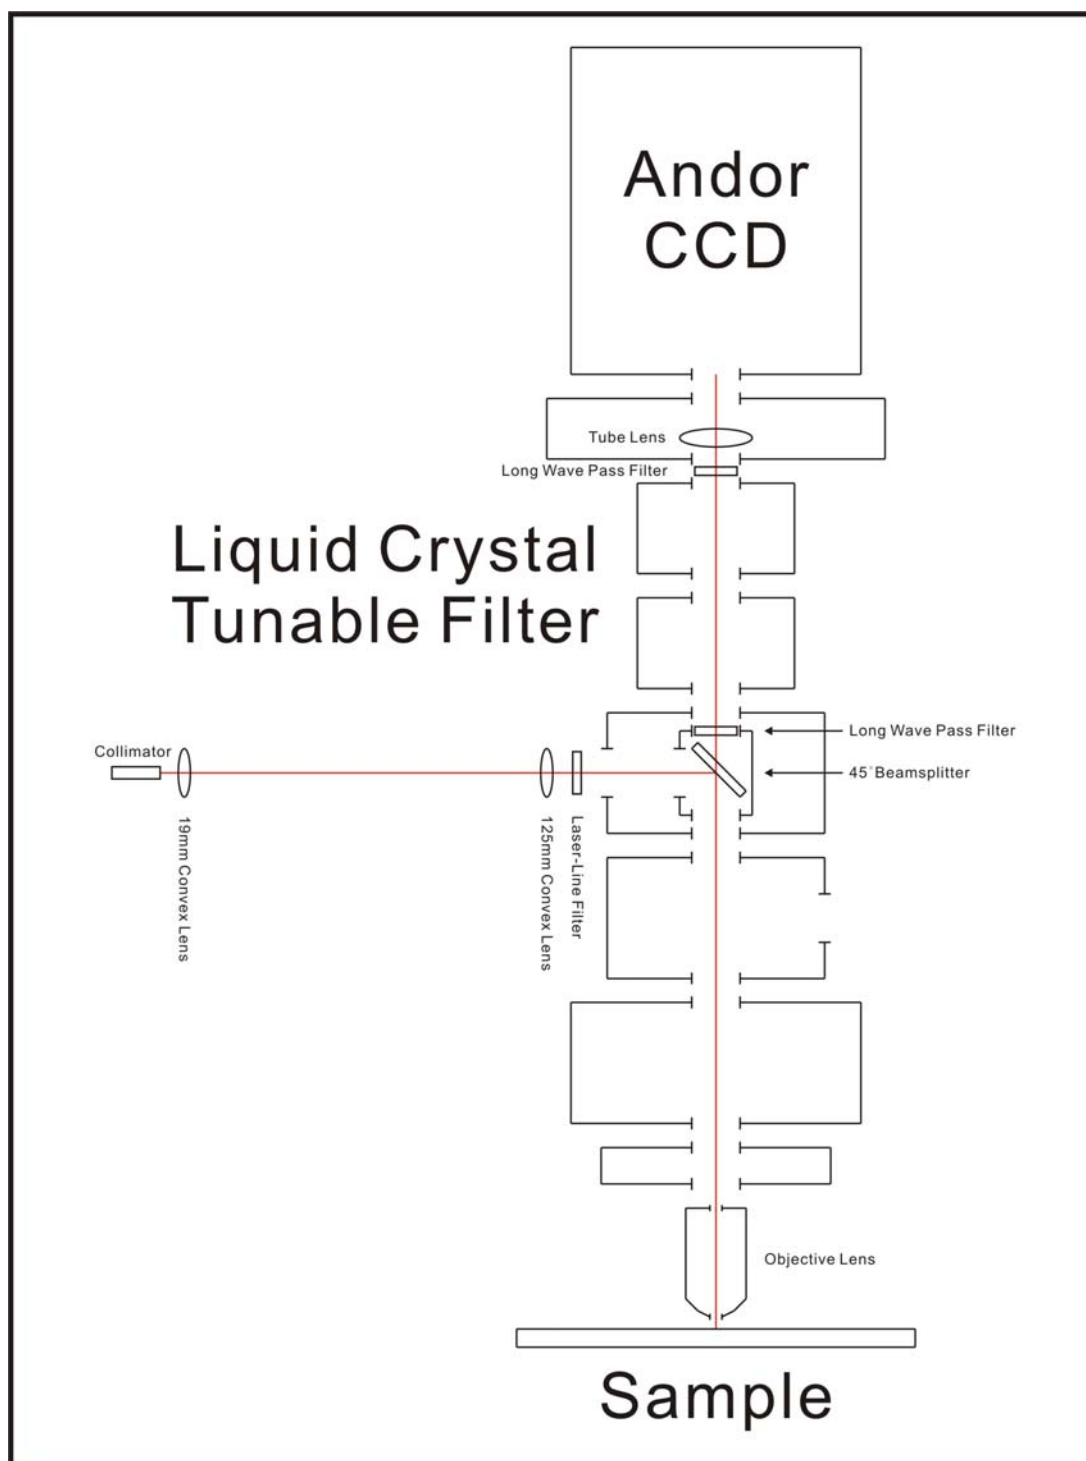 Andor
CCD
Tube Lens
Long Wave Pass Filter
Liquid Crystal
Tunable Filter
Long Wave Pass Filter
Collimator
45°Beamsplitter
19mm Convex Lens
125mm Convex Lens
Laser-Line Filter
Objective Lens
Sample